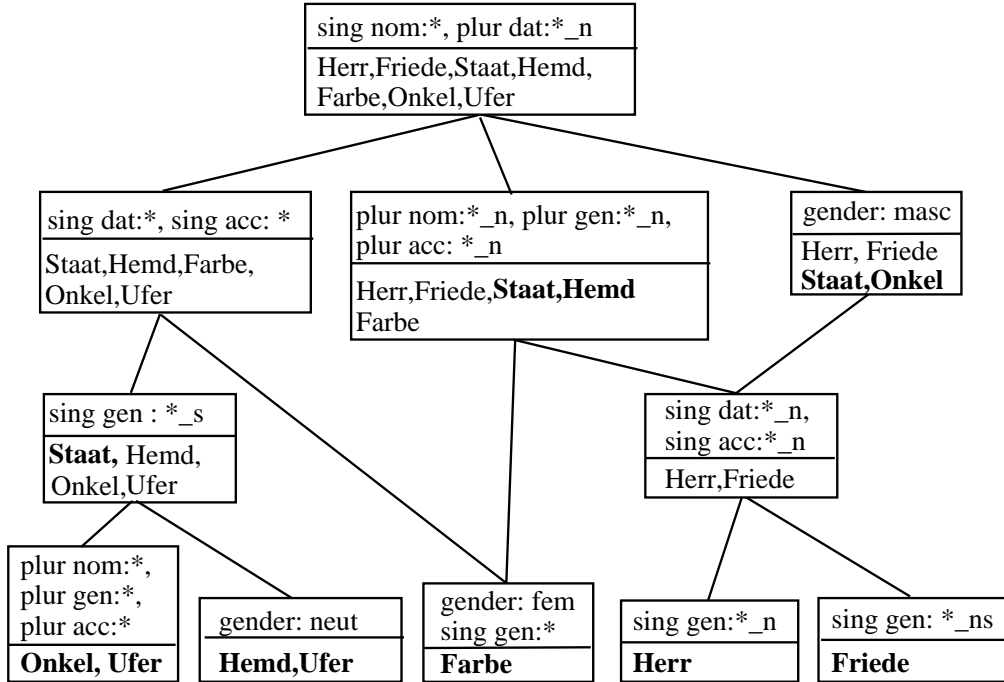 sing nom:*, plur dat:*_n
Herr,Friede,Staat,Hemd,
Farbe,Onkel,Ufer
sing dat:*, sing acc: *
Staat,Hemd,Farbe,
Onkel,Ufer
plur nom:*_n, plur gen:*_n,
plur acc: *_n
Herr,Friede,Staat,Hemd
Farbe
gender: masc
Herr, Friede
Staat,Onkel
sing gen : *_s
Staat, Hemd,
Onkel,Ufer
sing dat:*_n,
sing acc:*_n
Herr,Friede
plur nom:*,
plur gen:*,
plur acc:*
Onkel, Ufer
gender: neut
Hemd,Ufer
gender: fem
sing gen:*
Farbe
sing gen:*_n
Herr
sing gen: *_ns
Friede